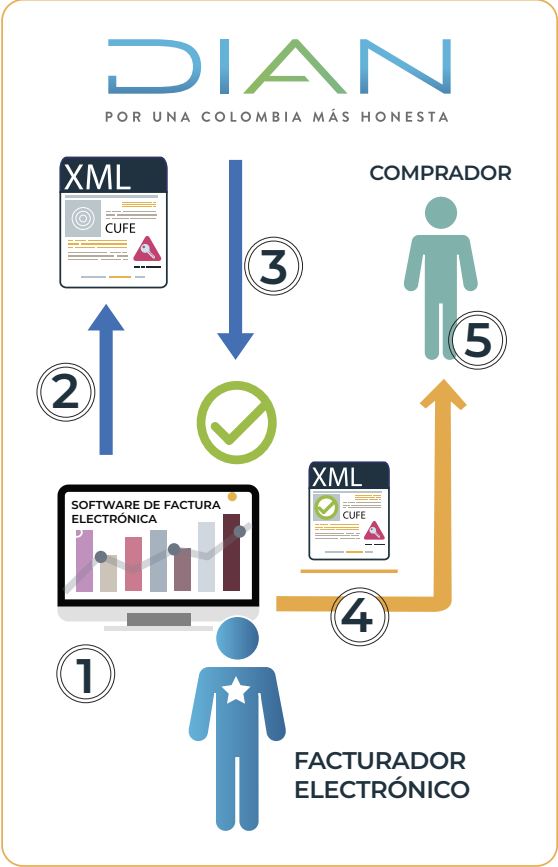 DIAN
POR UNA COLOMBIA MÁS HONESTA
XML
CUFE
COMPRADOR
3
5
2
SOFTWARE DE FACTURA
ELECTRÓNICA
XML
CUFE
4
1
FACTURADOR
ELECTRÓNICO